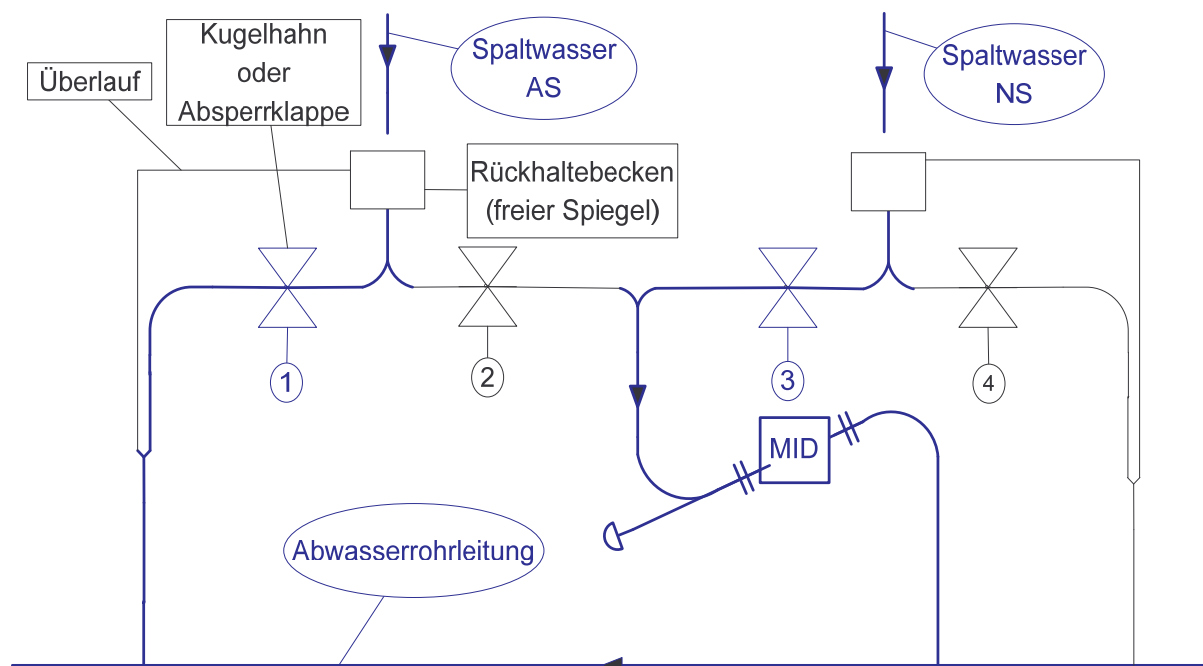 Kugelhahn
oder
Absperrklappe
Überlauf
Spaltwasser
AS
Spaltwasser
NS
Rückhaltebecken
(freier Spiegel)
1
2
3
4
MID
Abwasserrohrleitung